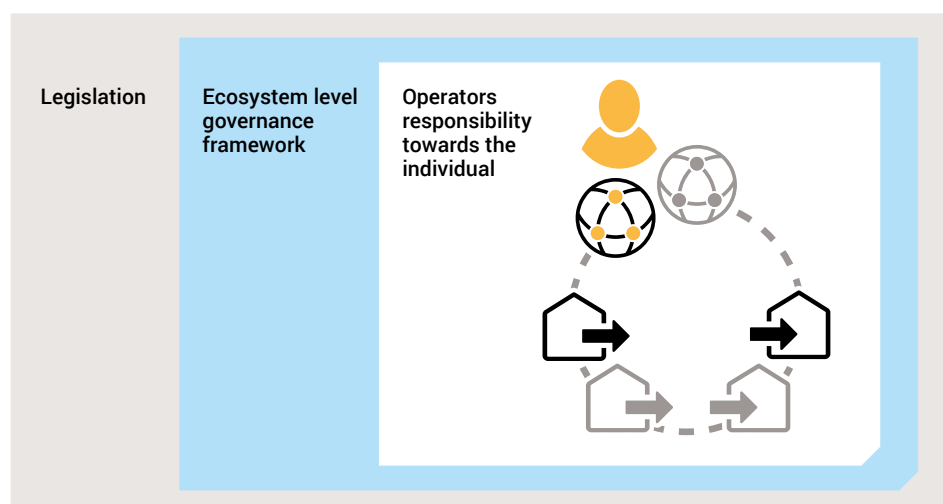 Legislation
Ecosystem level
governance
framework
Operators
responsibility
towards the
individual